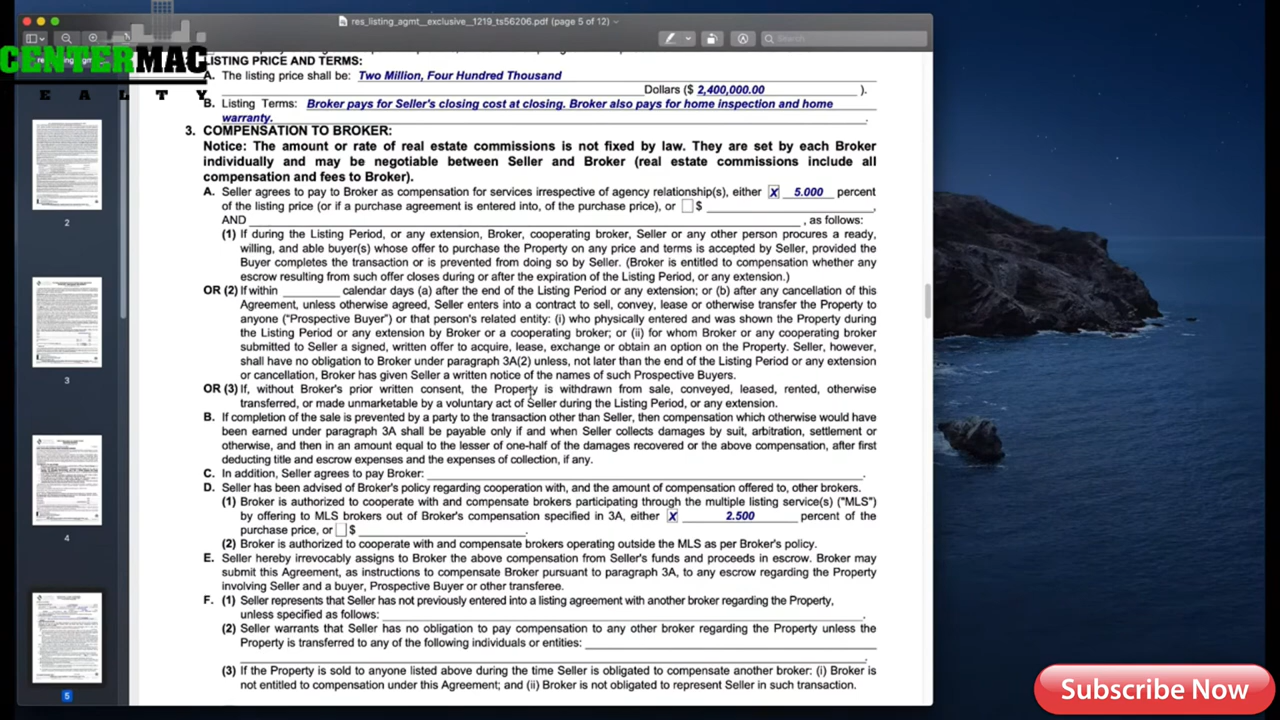 res_listing_agmt__exclusive__1219_ts56206.pdf (page 5 of 12)
Search
CENTERMAC
E A L T Y
LISTING PRICE AND TERMS:
A. The listing price shall be: Two Million, Four Hundred Thousand
Dollars ($ 2,400,000.00 ).
B. Listing Terms: Broker pays for Seller's closing cost at closing. Broker also pays for home inspection and home
warranty. .
3. COMPENSATION TO BROKER:
Notice: The amount or rate of real estate commissions is not fixed by law. They are set by each Broker
individually and may be negotiable between Seller and Broker (real estate commissions include all
compensation and fees to Broker).
A. Seller agrees to pay to Broker as compensation for services irrespective of agency relationship(s), either X 5.000 percent
of the listing price (or if a purchase agreement is entered into, of the purchase price), or $ ,
AND , as follows:
(1) If during the Listing Period, or any extension, Broker, cooperating broker, Seller or any other person procures a ready,
willing, and able buyer(s) whose offer to purchase the Property on any price and terms is accepted by Seller, provided the
Buyer completes the transaction or is prevented from doing so by Seller. (Broker is entitled to compensation whether any
escrow resulting from such offer closes during or after the expiration of the Listing Period, or any extension.)
OR (2) If within calendar days (a) after the end of the Listing Period or any extension; or (b) after any cancellation of this
Agreement, unless otherwise agreed, Seller enters into a contract to sell, convey, lease or otherwise transfer the Property to
anyone ("Prospective Buyer") or that person's related entity: (i) who physically entered and was shown the Property during
the Listing Period or any extension by Broker or a cooperating broker; or (ii) for whom Broker or any cooperating broker
submitted to Seller a signed, written offer to acquire, lease, exchange or obtain an option on the Property. Seller, however,
shall have no obligation to Broker under paragraph 3A(2) unless, not later than the end of the Listing Period or any extension
or cancellation, Broker has given Seller a written notice of the names of such Prospective Buyers.
OR (3) If, without Broker's prior written consent, the Property is withdrawn from sale, conveyed, leased, rented, otherwise
transferred, or made unmarketable by a voluntary act of Seller during the Listing Period, or any extension.
B. If completion of the sale is prevented by a party to the transaction other than Seller, then compensation which otherwise would have
been earned under paragraph 3A shall be payable only if and when Seller collects damages by suit, arbitration, settlement or
otherwise, and then in an amount equal to the lesser of one-half of the damages recovered or the above compensation, after first
deducting title and escrow expenses and the expenses of collection, if any.
C. In addition, Seller agrees to pay Broker: .
D. Seller has been advised of Broker's policy regarding cooperation with, and the amount of compensation offered to, other brokers.
(1) Broker is authorized to cooperate with and compensate brokers participating through the multiple listing service(s) ("MLS")
by offering to MLS brokers out of Broker's compensation specified in 3A, either X 2.500 percent of the
purchase price, or $ .
(2) Broker is authorized to cooperate with and compensate brokers operating outside the MLS as per Broker's policy.
E. Seller hereby irrevocably assigns to Broker the above compensation from Seller's funds and proceeds in escrow. Broker may
submit this Agreement, as instructions to compensate Broker pursuant to paragraph 3A, to any escrow regarding the Property
involving Seller and a buyer, Prospective Buyer or other transferee.
F. (1) Seller represents that Seller has not previously entered into a listing agreement with another broker regarding the Property,
unless specified as follows: .
(2) Seller warrants that Seller has no obligation to pay compensation to any other broker regarding the Property unless the
Property is transferred to any of the following individuals or entities:
.
(3) If the Property is sold to anyone listed above during the time Seller is obligated to compensate another broker: (i) Broker is
not entitled to compensation under this Agreement; and (ii) Broker is not obligated to represent Seller in such transaction.
2
3
4
5
Subscribe Now